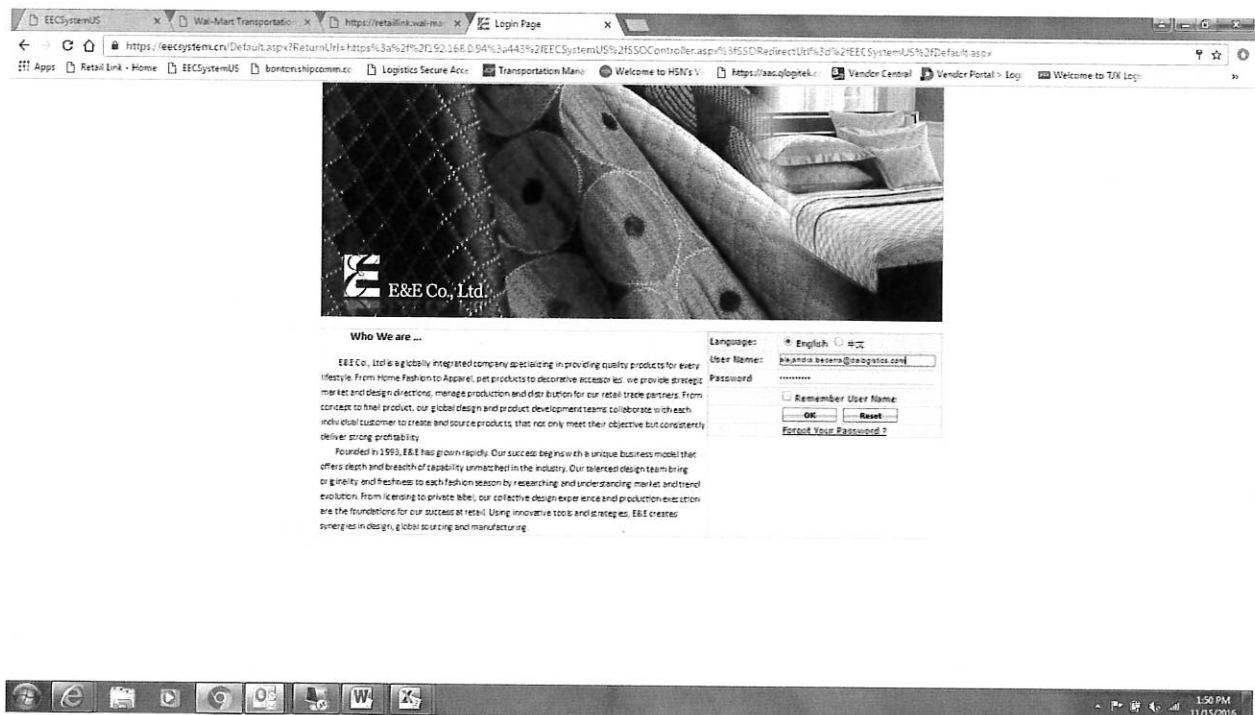 EECSystemUS
Wal-Mart Transportation
https://retaillink.wal-mar
Login Page
https://eecsystem.cn/Default.aspx?ReturnUrl=https%3a%2f%2f192.168.0.94%3a443%2fEECSystemUS%2fSSOController.aspx%3fSSORedirectUrl%3d%2fEECSystemUS%2fDefault.aspx
Apps Retail Link - Home EECSystemUS bonton.shipcomm.cc Logistics Secure Acce Transportation Mana Welcome to HSN's V https://aas.qlogitek.c Vendor Central Vendor Portal > Log Welcome to TJX Log
E&E Co., Ltd.
Who We are ...
E&E Co., Ltd is a globally integrated company specializing in providing quality products for every
lifestyle. From Home Fashion to Apparel, pet products to decorative accessories, we provide strategic
market and design directions, manage production and distribution for our retail trade partners. From
concept to final product, our global design and product development teams collaborate with each
individual customer to create and source products, that not only meet their objective but consistently
deliver strong profitability
Founded in 1993, E&E has grown rapidly. Our success begins with a unique business model that
offers depth and breadth of capability unmatched in the industry. Our talented design team bring
originality and freshness to each fashion season by researching and understanding market and trend
evolution. From licensing to private label, our collective design experience and production execution
are the foundations for our success at retail. Using innovative tools and strategies, E&E creates
synergies in design, global sourcing and manufacturing.
Language: English 中文
User Name:
Password
Remember User Name
OK Reset
Forgot Your Password ?
1:50 PM
11/15/2016